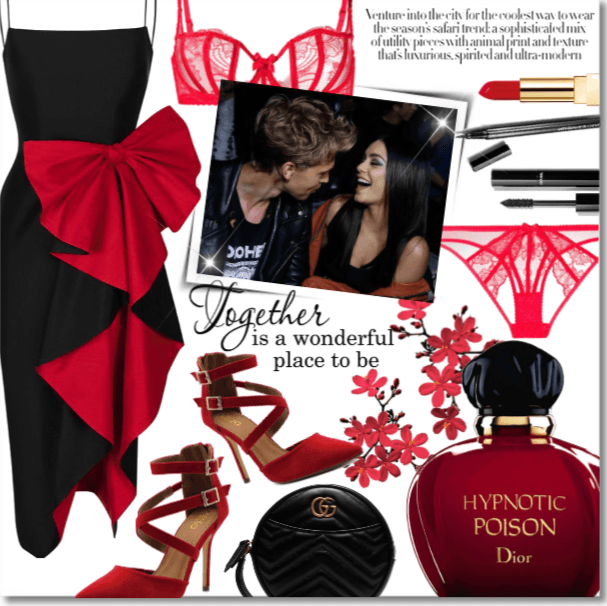 Venture into the city for the coolest way to wear
the season's safari trend: a sophisticated mix
of utility pieces with animal print and texture
that's luxurious, spirited and ultra-modern
DOHE
Together
is a wonderful
place to be
GG
HYPNOTIC
POISON
Dior